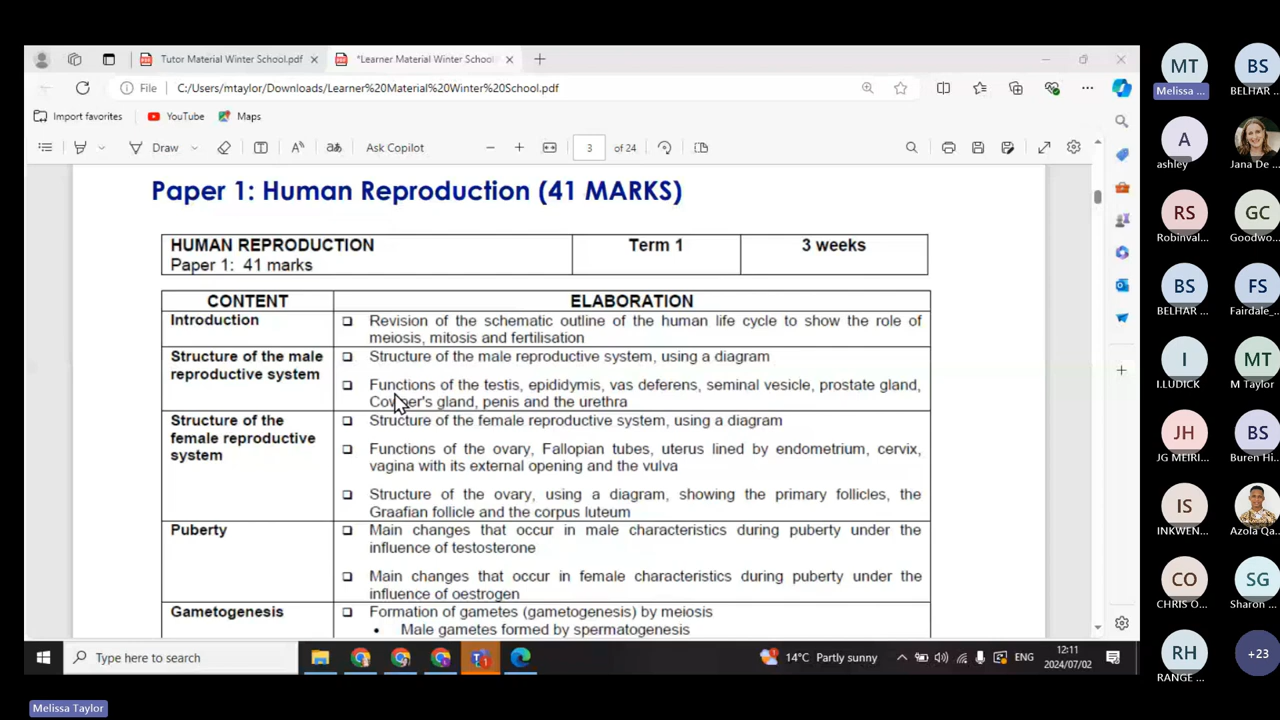 Tutor Material Winter School.pdf
*Learner Material Winter School
File
C:/Users/mtaylor/Downloads/Learner%20Material%20Winter%20School.pdf
Import favorites
YouTube
Maps
Draw
Ask Copilot
3
of 24
Paper 1: Human Reproduction (41 MARKS)
HUMAN REPRODUCTION
Paper 1: 41 marks
Term 1
3 weeks
CONTENT
ELABORATION
Introduction
Revision of the schematic outline of the human life cycle to show the role of
meiosis, mitosis and fertilisation
Structure of the male
reproductive system
Structure of the male reproductive system, using a diagram
Functions of the testis, epididymis, vas deferens, seminal vesicle, prostate gland,
Cowper's gland, penis and the urethra
Structure of the
female reproductive
system
Structure of the female reproductive system, using a diagram
Functions of the ovary, Fallopian tubes, uterus lined by endometrium, cervix,
vagina with its external opening and the vulva
Structure of the ovary, using a diagram, showing the primary follicles, the
Graafian follicle and the corpus luteum
Puberty
Main changes that occur in male characteristics during puberty under the
influence of testosterone
Main changes that occur in female characteristics during puberty under the
influence of oestrogen
Gametogenesis
Formation of gametes (gametogenesis) by meiosis
Male gametes formed by spermatogenesis
Type here to search
14°C Partly sunny
ENG
12:11
2024/07/02
Melissa Taylor
MT
Melissa ...
BS
BELHAR ...
A
ashley
Jana De ...
RS
Robinval...
GC
Goodwo...
BS
BELHAR ...
FS
Fairdale_...
I
I.LUDICK
MT
M Taylor
JH
JG MEIRI...
BS
Buren Hi...
IS
INKWEN...
Azola Qa...
CO
CHRIS O...
SG
Sharon ...
RH
RANGE ...
+23